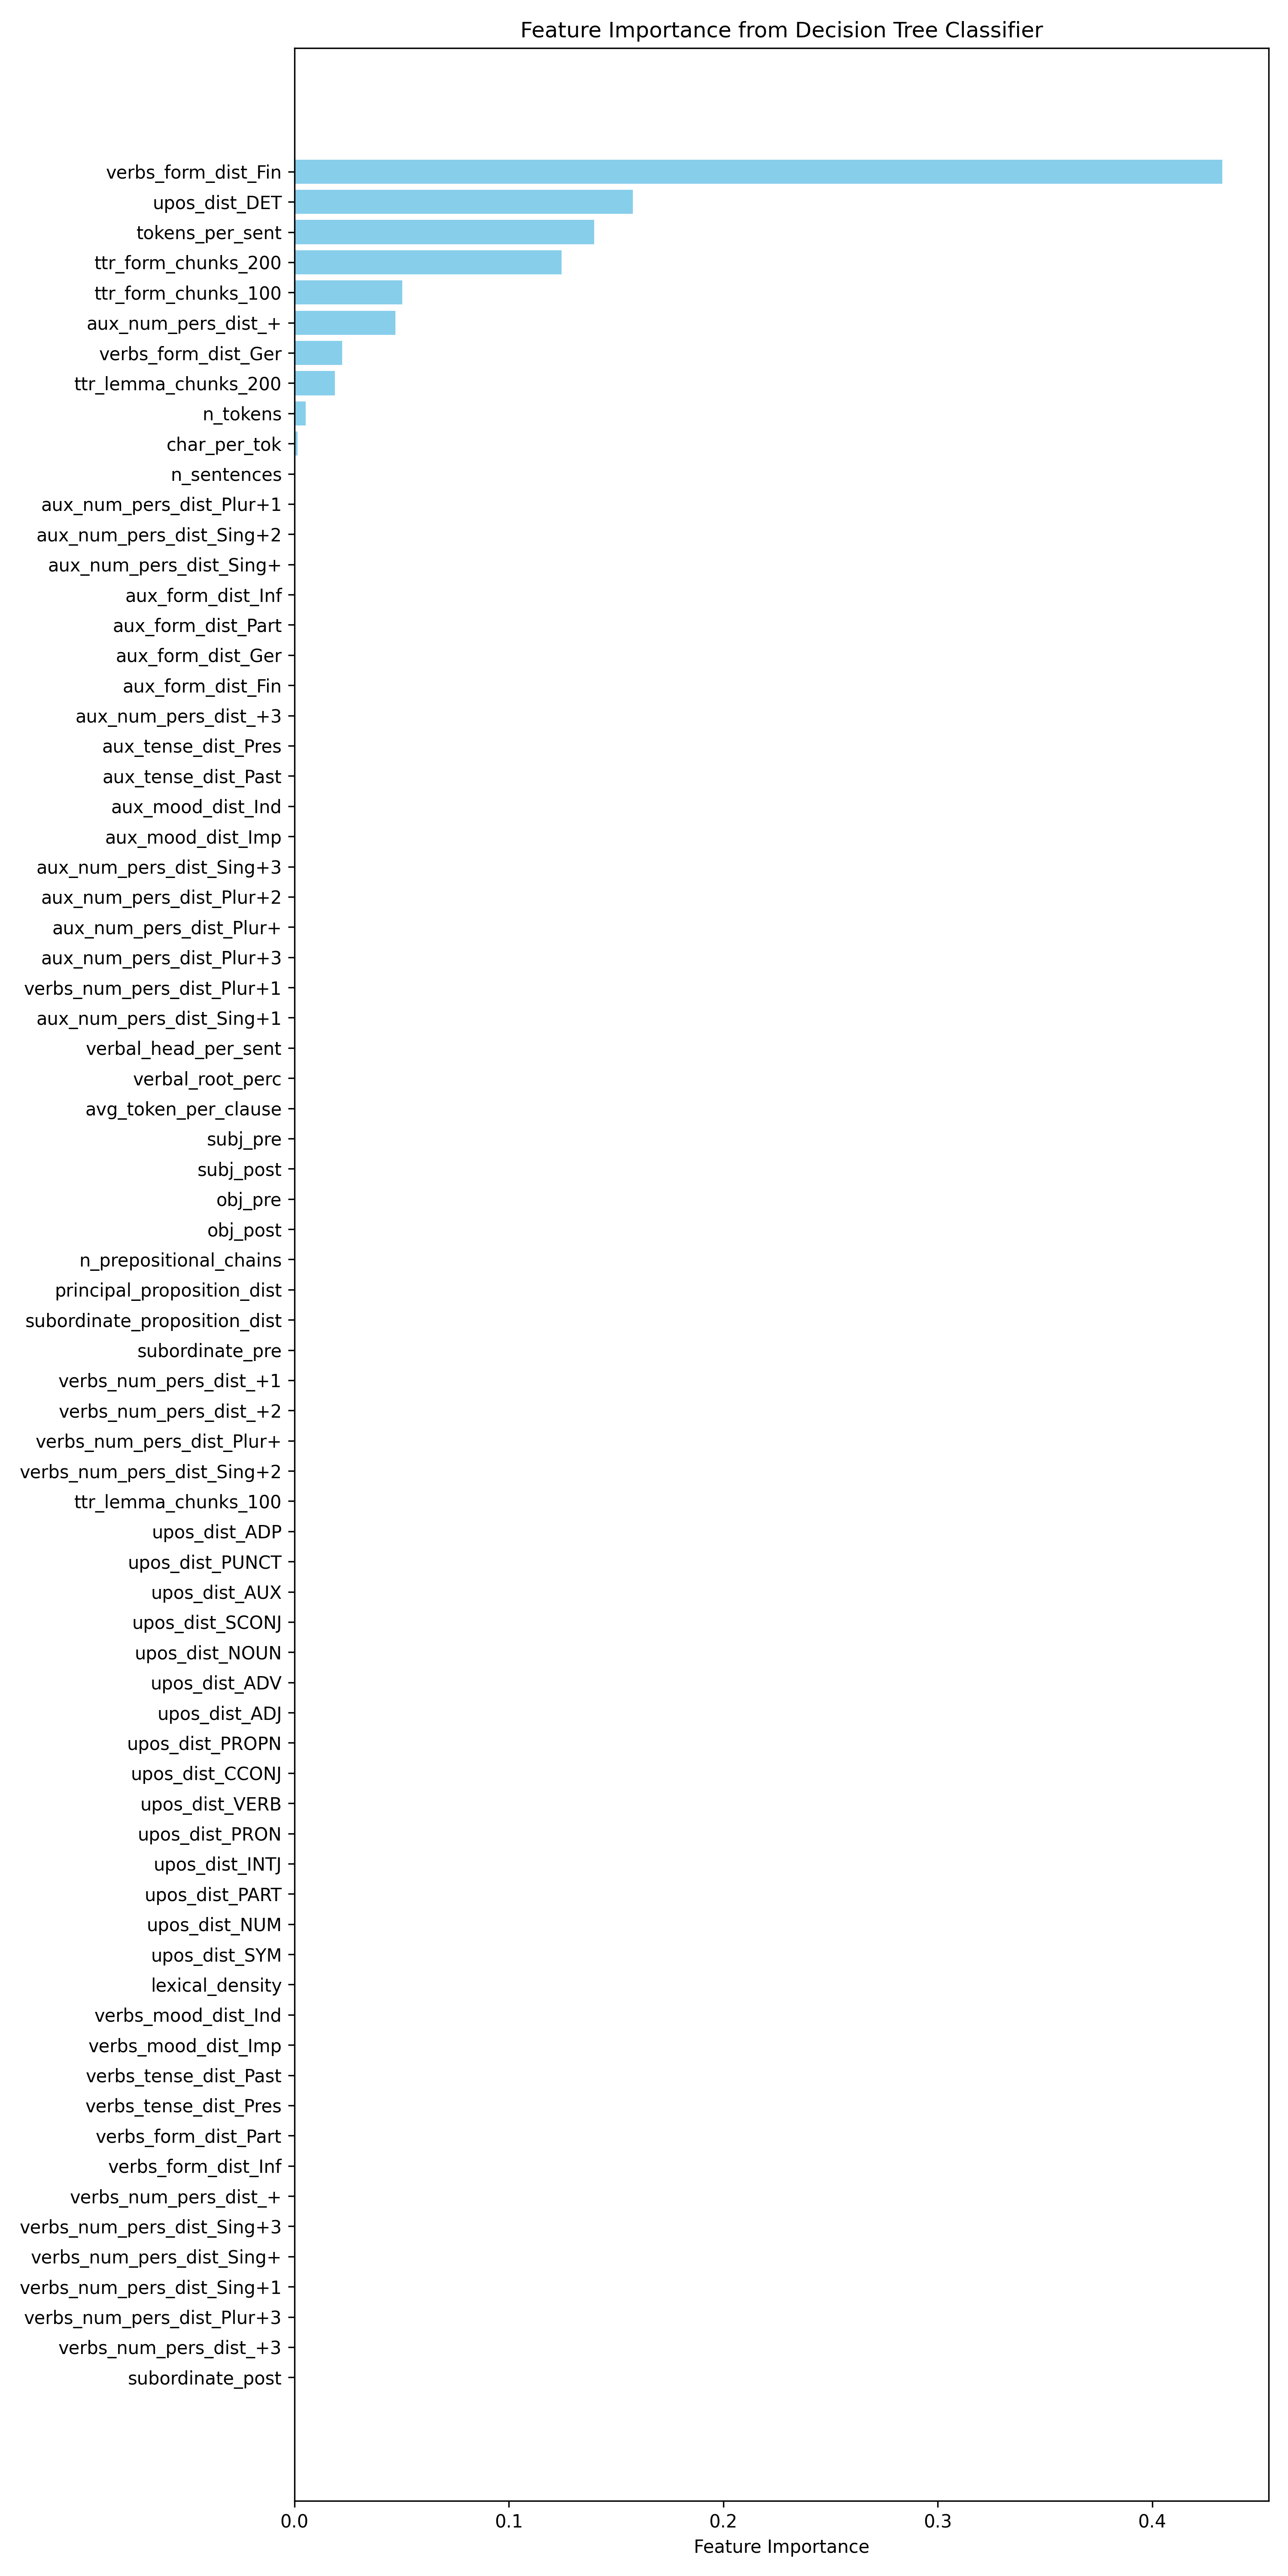 Feature Importance from Decision Tree Classifier
verbs_form_dist_Fin
upos_dist_DET
tokens_per_sent
ttr_form_chunks_200
ttr_form_chunks_100
aux_num_pers_dist_+
verbs_form_dist_Ger
ttr_lemma_chunks_200
n_tokens
char_per_tok
n_sentences
aux_num_pers_dist_Plur+1
aux_num_pers_dist_Sing+2
aux_num_pers_dist_Sing+
aux_form_dist_Inf
aux_form_dist_Part
aux_form_dist_Ger
aux_form_dist_Fin
aux_num_pers_dist_+3
aux_tense_dist_Pres
aux_tense_dist_Past
aux_mood_dist_Ind
aux_mood_dist_Imp
aux_num_pers_dist_Sing+3
aux_num_pers_dist_Plur+2
aux_num_pers_dist_Plur+
aux_num_pers_dist_Plur+3
verbs_num_pers_dist_Plur+1
aux_num_pers_dist_Sing+1
verbal_head_per_sent
verbal_root_perc
avg_token_per_clause
subj_pre
subj_post
obj_pre
obj_post
n_prepositional_chains
principal_proposition_dist
subordinate_proposition_dist
subordinate_pre
verbs_num_pers_dist_+1
verbs_num_pers_dist_+2
verbs_num_pers_dist_Plur+
verbs_num_pers_dist_Sing+2
ttr_lemma_chunks_100
upos_dist_ADP
upos_dist_PUNCT
upos_dist_AUX
upos_dist_SCONJ
upos_dist_NOUN
upos_dist_ADV
upos_dist_ADJ
upos_dist_PROPN
upos_dist_CCONJ
upos_dist_VERB
upos_dist_PRON
upos_dist_INTJ
upos_dist_PART
upos_dist_NUM
upos_dist_SYM
lexical_density
verbs_mood_dist_Ind
verbs_mood_dist_Imp
verbs_tense_dist_Past
verbs_tense_dist_Pres
verbs_form_dist_Part
verbs_form_dist_Inf
verbs_num_pers_dist_+
verbs_num_pers_dist_Sing+3
verbs_num_pers_dist_Sing+
verbs_num_pers_dist_Sing+1
verbs_num_pers_dist_Plur+3
verbs_num_pers_dist_+3
subordinate_post
0.0 0.1 0.2 0.3 0.4
Feature Importance